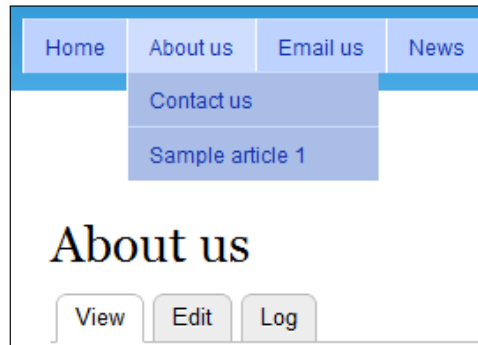 Home About us Email us News
Contact us
Sample article 1
About us
View Edit Log